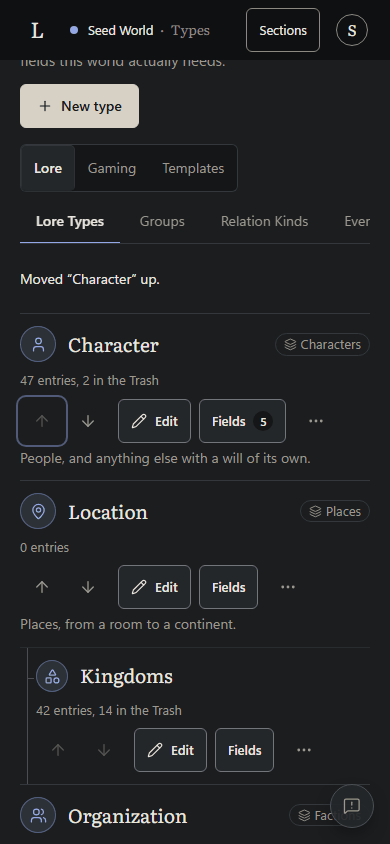 L
Seed World · Types
Sections
S
fields this world actually needs.
New type
Lore
Gaming
Templates
Lore Types
Groups
Relation Kinds
Ever
Moved “Character” up.
Character
Characters
47 entries, 2 in the Trash
Edit
Fields 5
People, and anything else with a will of its own.
Location
Places
0 entries
Edit
Fields
Places, from a room to a continent.
Kingdoms
42 entries, 14 in the Trash
Edit
Fields
Organization